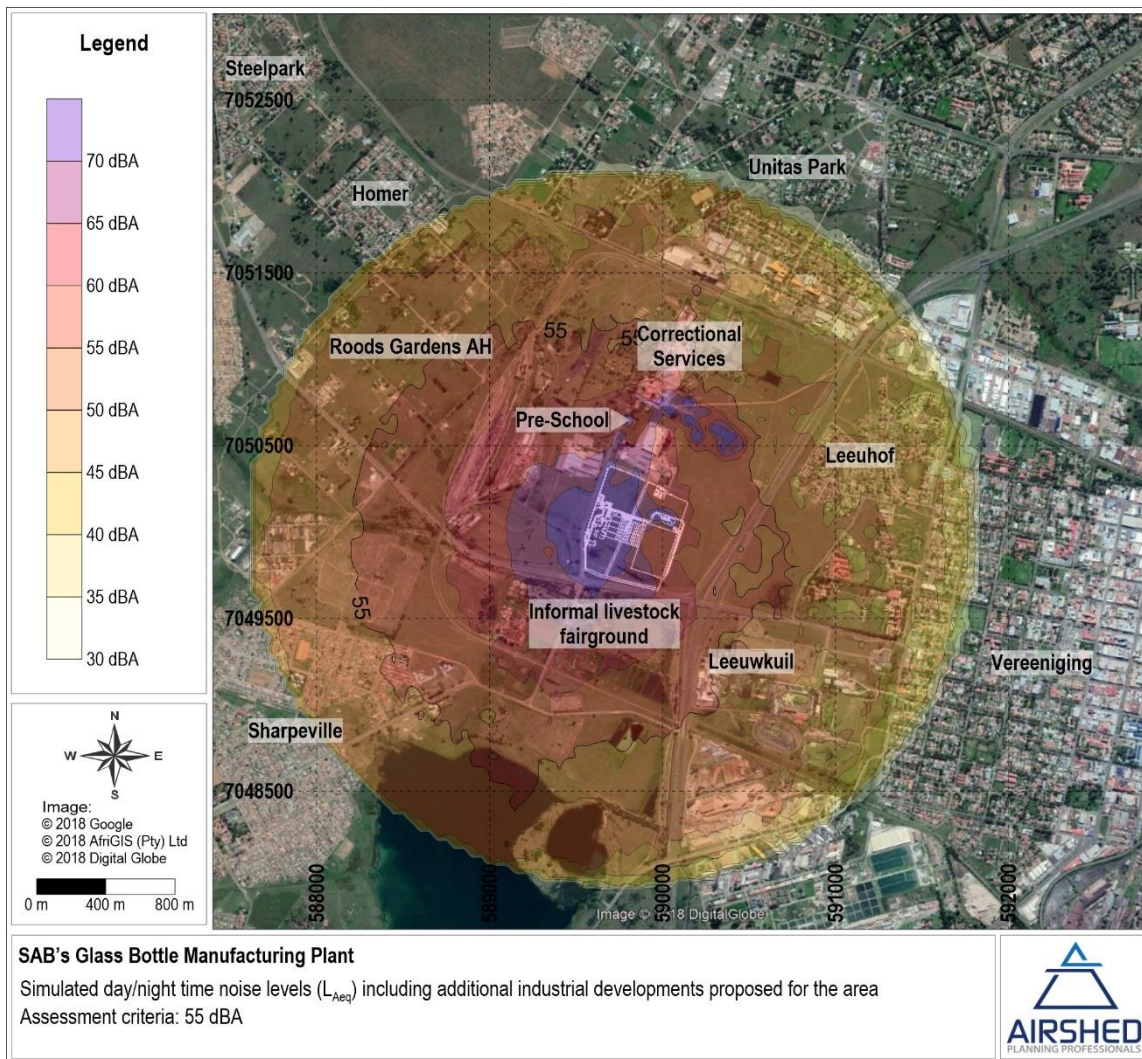 Legend
70 dBA
65 dBA
60 dBA
55 dBA
50 dBA
45 dBA
40 dBA
35 dBA
30 dBA
N
W
E
S
Image:
© 2018 Google
© 2018 AfriGIS (Pty) Ltd
© 2018 Digital Globe
0 m
400 m
800 m
Steelpark
7052500
Unitas Park
Homer
7051500
55
55
Correctional
Services
Roods Gardens AH
Pre-School
7050500
Leeuhof
55
7049500
Informal livestock
fairground
Leeuwkuil
Vereeniging
Sharpeville
7048500
588000
589000
590000
591000
592000
Image © 2018 DigitalGlobe
SAB's Glass Bottle Manufacturing Plant
Simulated day/night time noise levels (LAeq) including additional industrial developments proposed for the area
Assessment criteria: 55 dBA
AIRSHED
PLANNING PROFESSIONALS